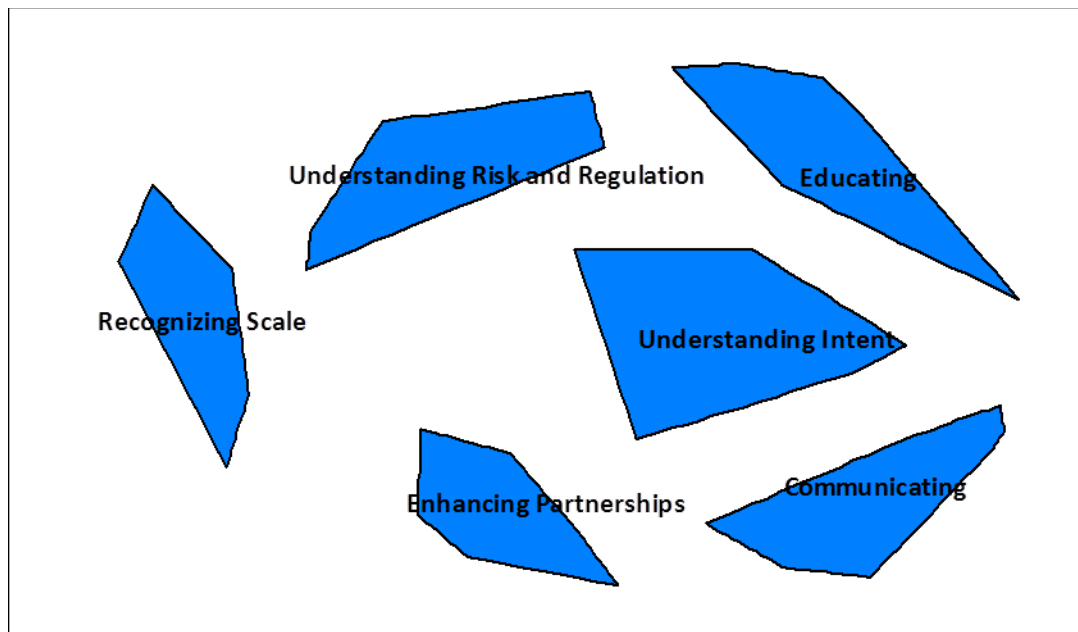 Understanding Risk and Regulation
Educating
Recognizing Scale
Understanding Intent
Enhancing Partnerships
Communicating